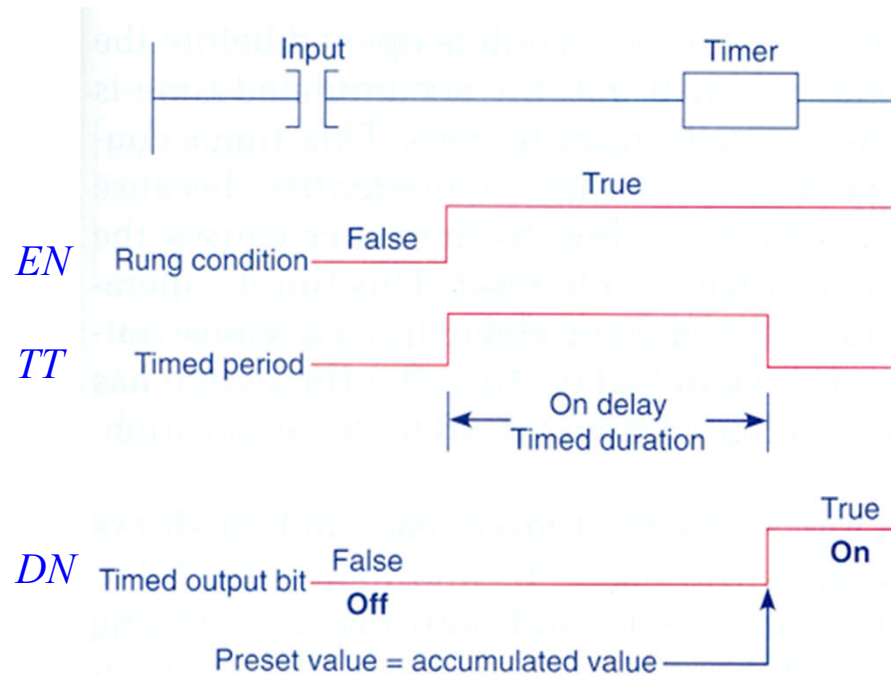 Input
Timer
True
EN
Rung condition
False
TT
Timed period
On delay
Timed duration
True
DN
Timed output bit
False
On
Off
Preset value = accumulated value